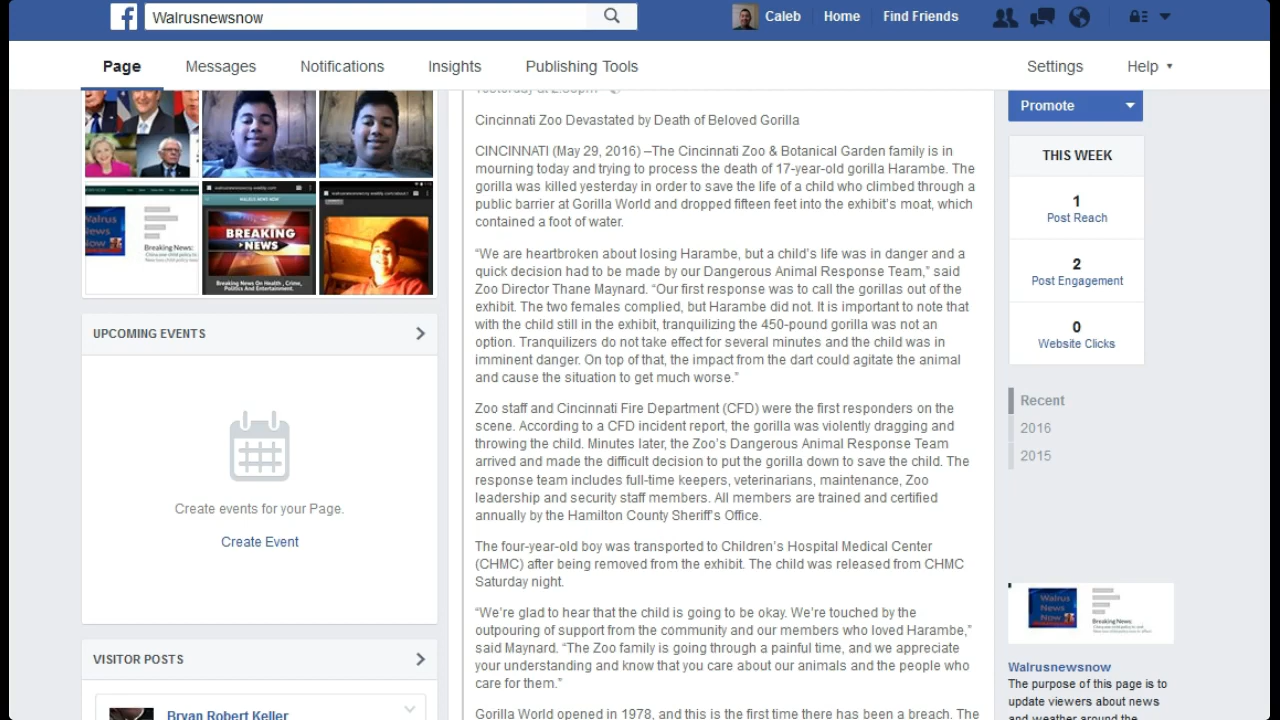 Walrusnewsnow
Caleb Home Find Friends
Page Messages Notifications Insights Publishing Tools Settings Help
Promote
THIS WEEK
1
Post Reach
2
Post Engagement
0
Website Clicks
Recent
2016
2015
BREAKING
NEWS
Breaking News On Health , Crime,
Politics And Entertainment.
Walrus
News
Now
Breaking News:
UPCOMING EVENTS
Create events for your Page.
Create Event
VISITOR POSTS
Bryan Robert Keller
Cincinnati Zoo Devastated by Death of Beloved Gorilla
CINCINNATI (May 29, 2016) –The Cincinnati Zoo & Botanical Garden family is in
mourning today and trying to process the death of 17-year-old gorilla Harambe. The
gorilla was killed yesterday in order to save the life of a child who climbed through a
public barrier at Gorilla World and dropped fifteen feet into the exhibit's moat, which
contained a foot of water.
“We are heartbroken about losing Harambe, but a child’s life was in danger and a
quick decision had to be made by our Dangerous Animal Response Team,” said
Zoo Director Thane Maynard. “Our first response was to call the gorillas out of the
exhibit. The two females complied, but Harambe did not. It is important to note that
with the child still in the exhibit, tranquilizing the 450-pound gorilla was not an
option. Tranquilizers do not take effect for several minutes and the child was in
imminent danger. On top of that, the impact from the dart could agitate the animal
and cause the situation to get much worse.”
Zoo staff and Cincinnati Fire Department (CFD) were the first responders on the
scene. According to a CFD incident report, the gorilla was violently dragging and
throwing the child. Minutes later, the Zoo’s Dangerous Animal Response Team
arrived and made the difficult decision to put the gorilla down to save the child. The
response team includes full-time keepers, veterinarians, maintenance, Zoo
leadership and security staff members. All members are trained and certified
annually by the Hamilton County Sheriff’s Office.
The four-year-old boy was transported to Children’s Hospital Medical Center
(CHMC) after being removed from the exhibit. The child was released from CHMC
Saturday night.
“We’re glad to hear that the child is going to be okay. We’re touched by the
outpouring of support from the community and our members who loved Harambe,”
said Maynard. “The Zoo family is going through a painful time, and we appreciate
your understanding and know that you care about our animals and the people who
care for them.”
Gorilla World opened in 1978, and this is the first time there has been a breach. The
Walrus
News
Now
Breaking News:
Walrusnewsnow
The purpose of this page is to
update viewers about news
and weather around the